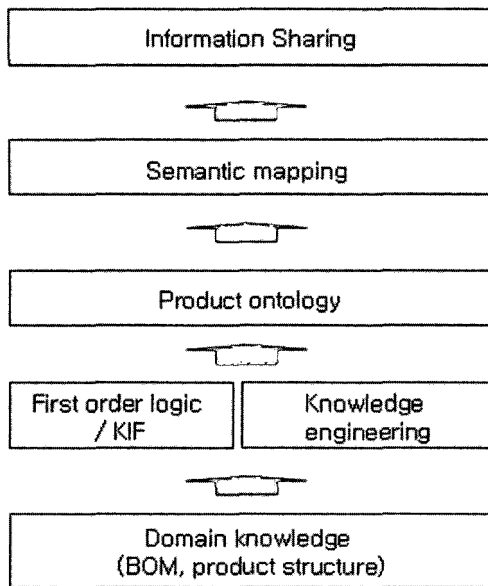 Information Sharing
Semantic mapping
Product ontology
First order logic
/ KIF
Knowledge
engineering
Domain knowledge
(BOM, product structure)